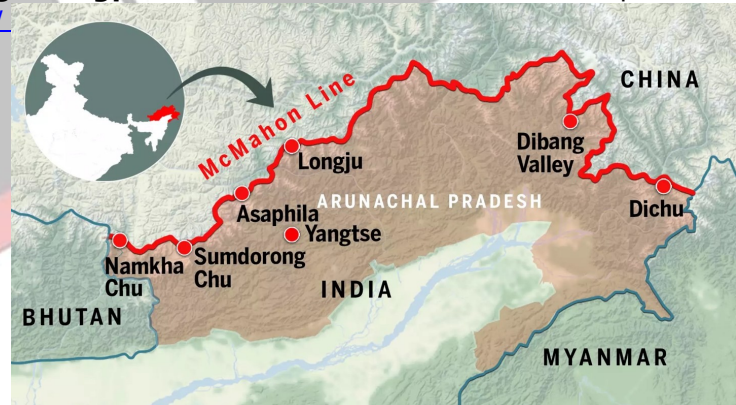 McMahon Line
CHINA
Dibang
Valley
Longju
ARUNACHAL PRADESH
Dichu
Asaphila
Yangtse
Namkha
Chu
Sumdorong
Chu
INDIA
BHUTAN
MYANMAR